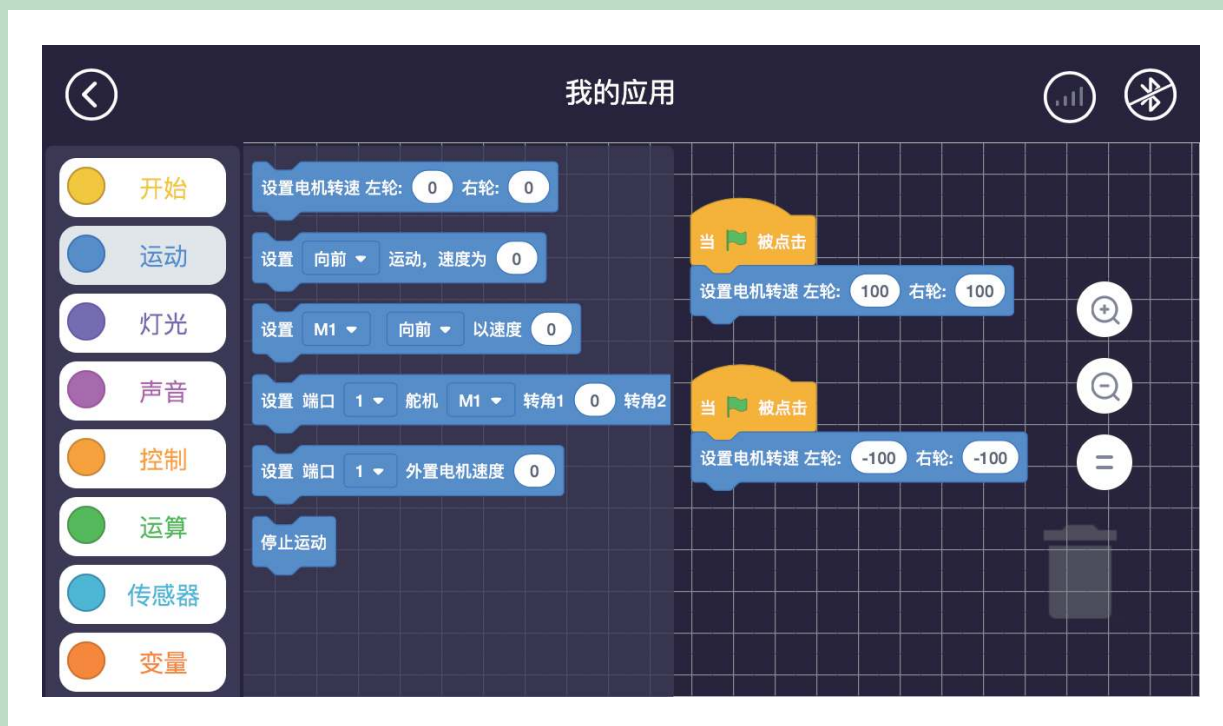 我的应用
开始
运动
灯光
声音
控制
运算
传感器
变量
设置电机转速 左轮: 0 右轮: 0
设置 向前 运动，速度为 0
设置 M1 向前 以速度 0
设置 端口 1 舵机 M1 转角1 0 转角2
设置 端口 1 外置电机速度 0
停止运动
当 被点击
设置电机转速 左轮: 100 右轮: 100
当 被点击
设置电机转速 左轮: -100 右轮: -100